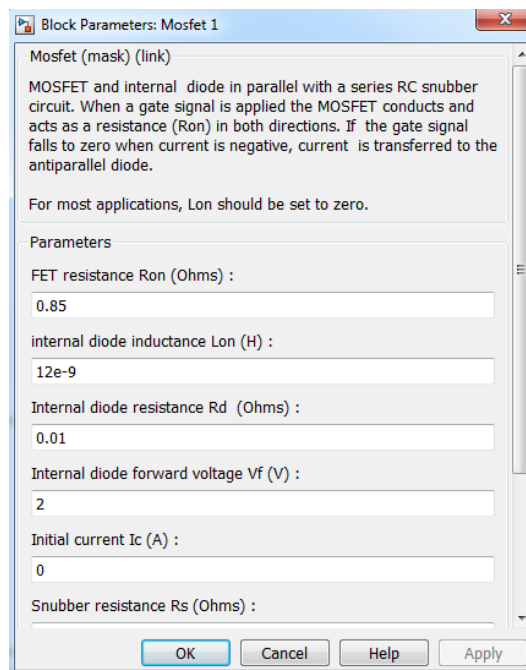 Block Parameters: Mosfet 1
Mosfet (mask) (link)
MOSFET and internal diode in parallel with a series RC snubber
circuit. When a gate signal is applied the MOSFET conducts and
acts as a resistance (Ron) in both directions. If the gate signal
falls to zero when current is negative, current is transferred to the
antiparallel diode.
For most applications, Lon should be set to zero.
Parameters
FET resistance Ron (Ohms) :
0.85
internal diode inductance Lon (H) :
12e-9
Internal diode resistance Rd (Ohms) :
0.01
Internal diode forward voltage Vf (V) :
2
Initial current Ic (A) :
0
Snubber resistance Rs (Ohms) :
OK Cancel Help Apply